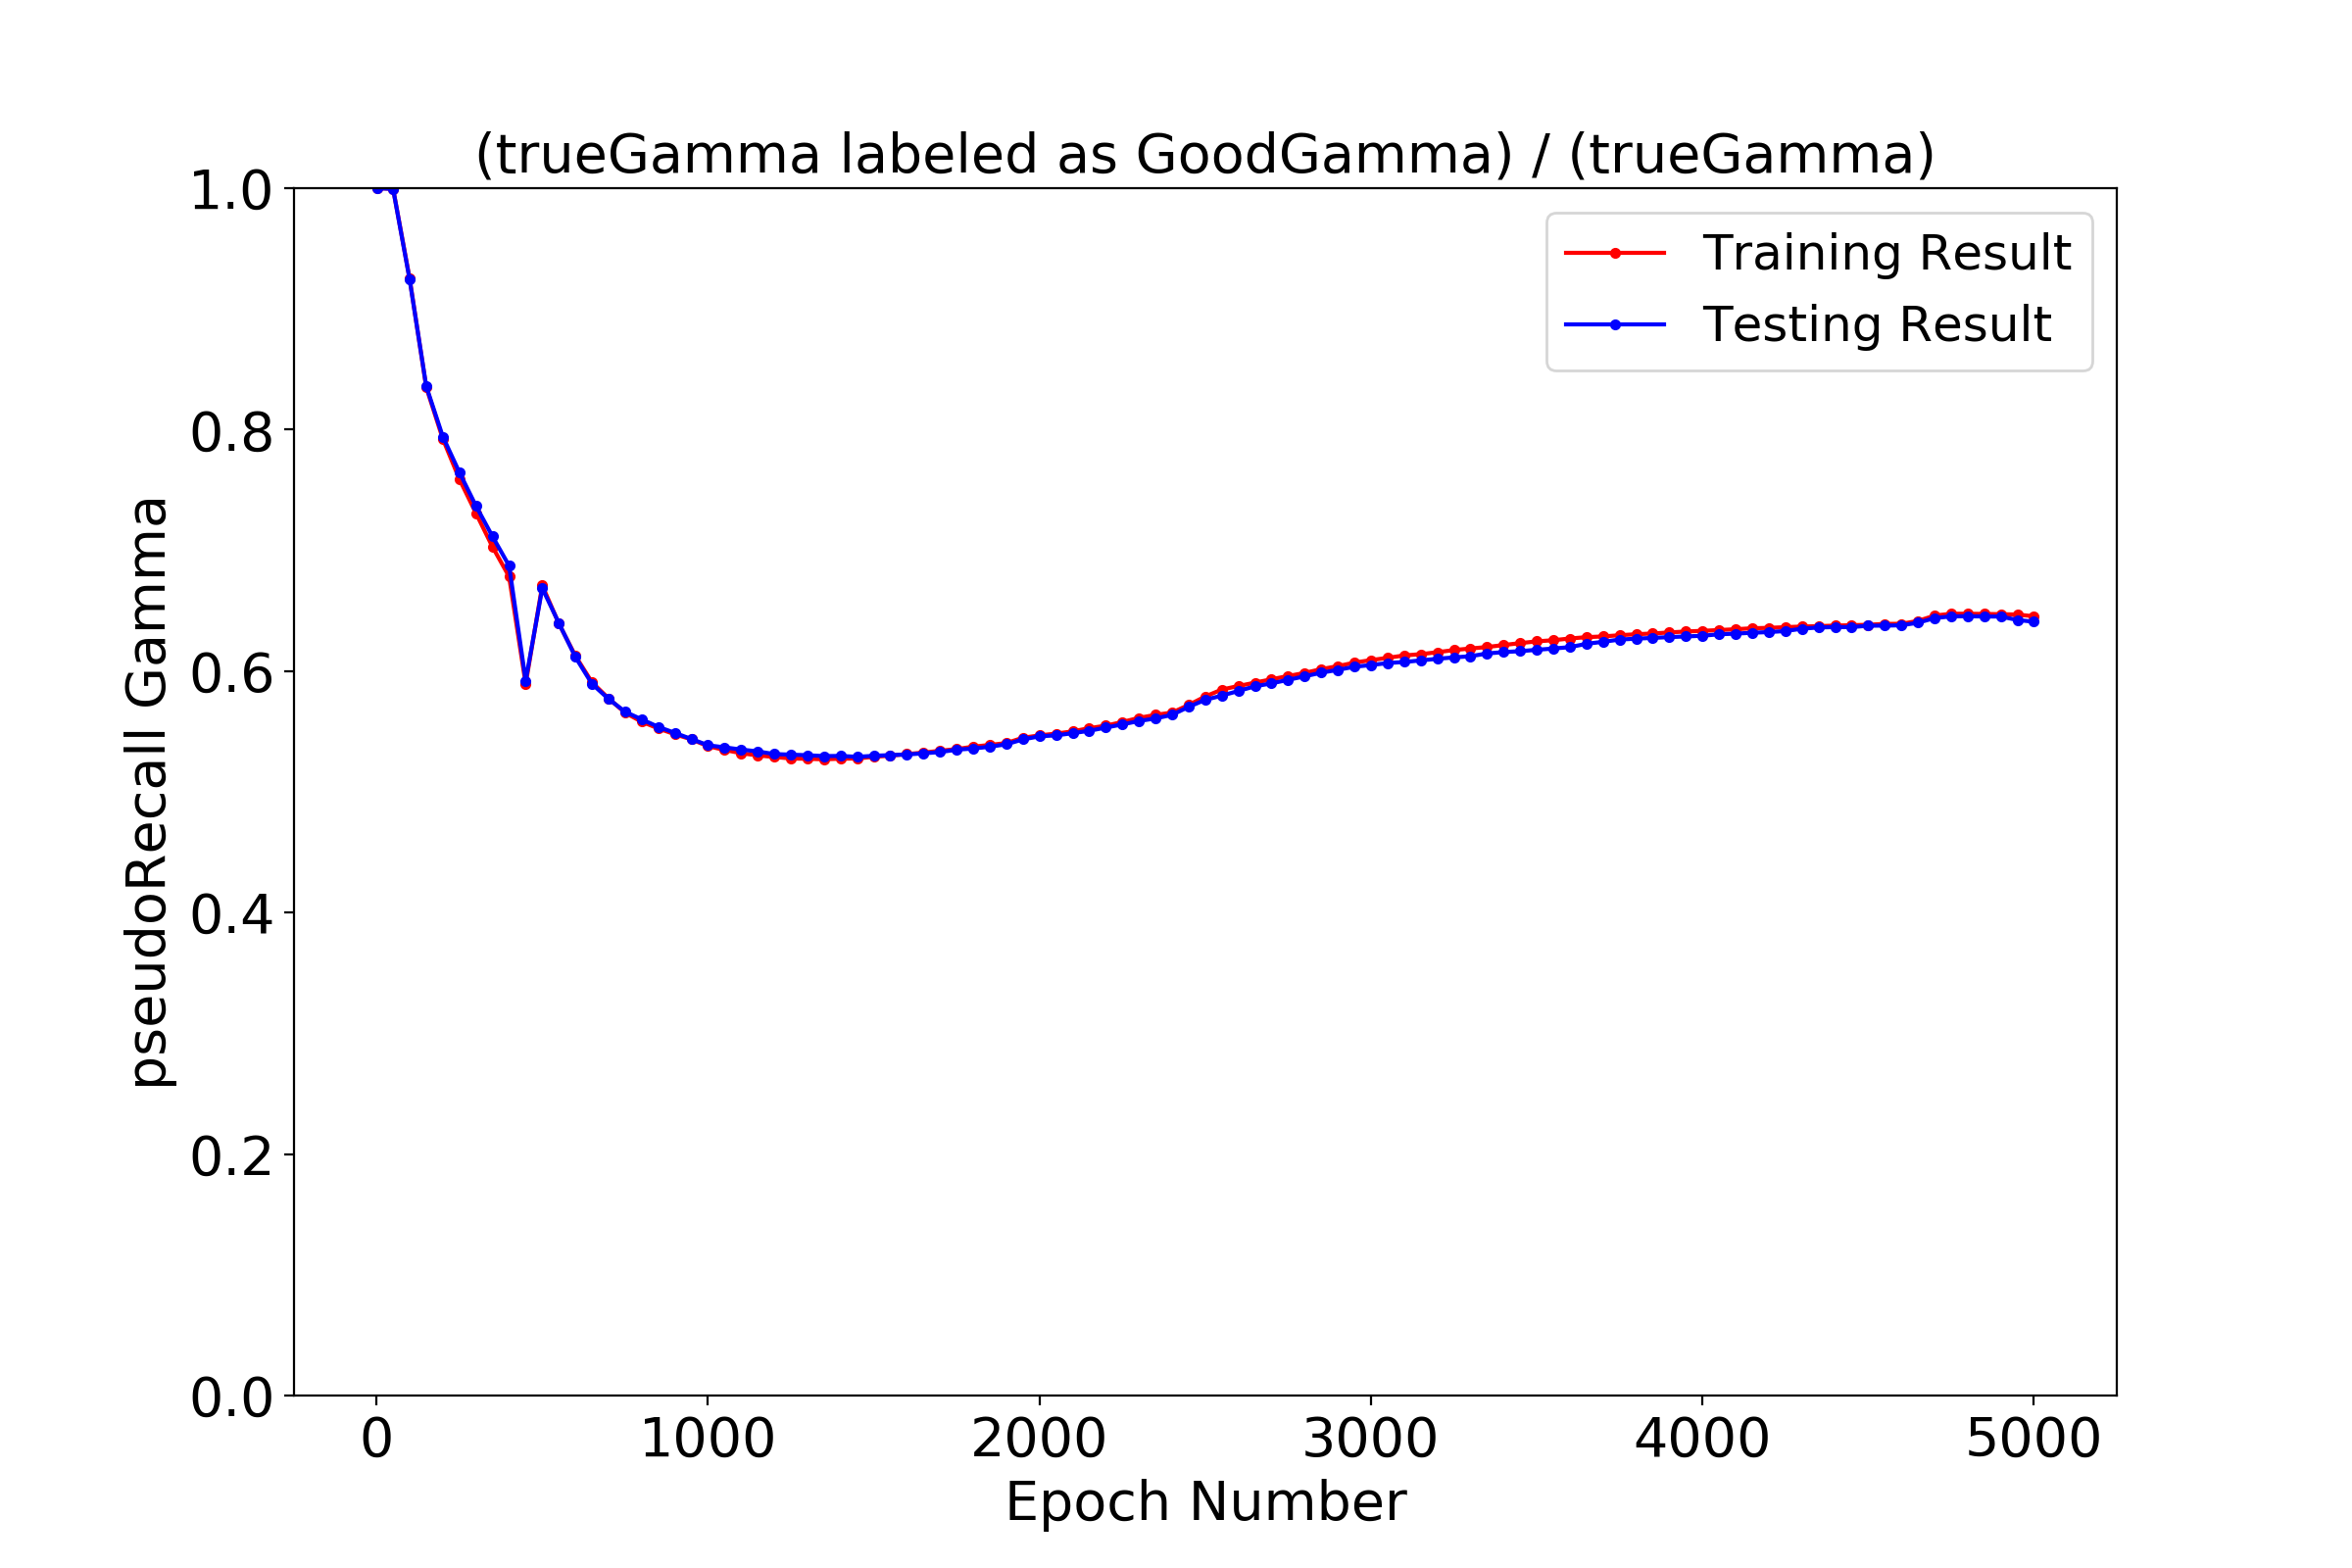 (trueGamma labeled as GoodGamma) / (trueGamma)
pseudoRecall Gamma
1.0
0.8
0.6
0.4
0.2
0.0
Training Result
Testing Result
0 1000 2000 3000 4000 5000
Epoch Number